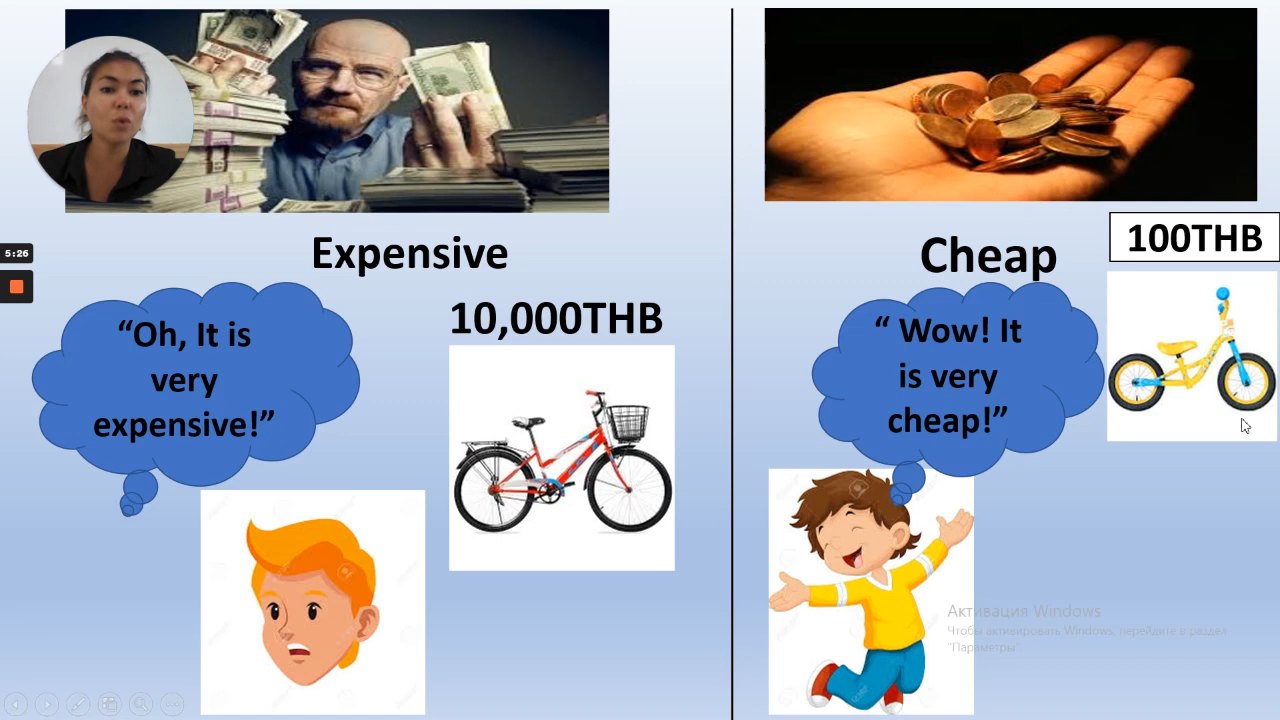 5:26
Expensive
“Oh, It is
very
expensive!”
10,000THB
Cheap
100THB
“ Wow! It
is very
cheap!”
Активация Windows
Чтобы активировать Windows, перейдите в раздел
"Параметры".